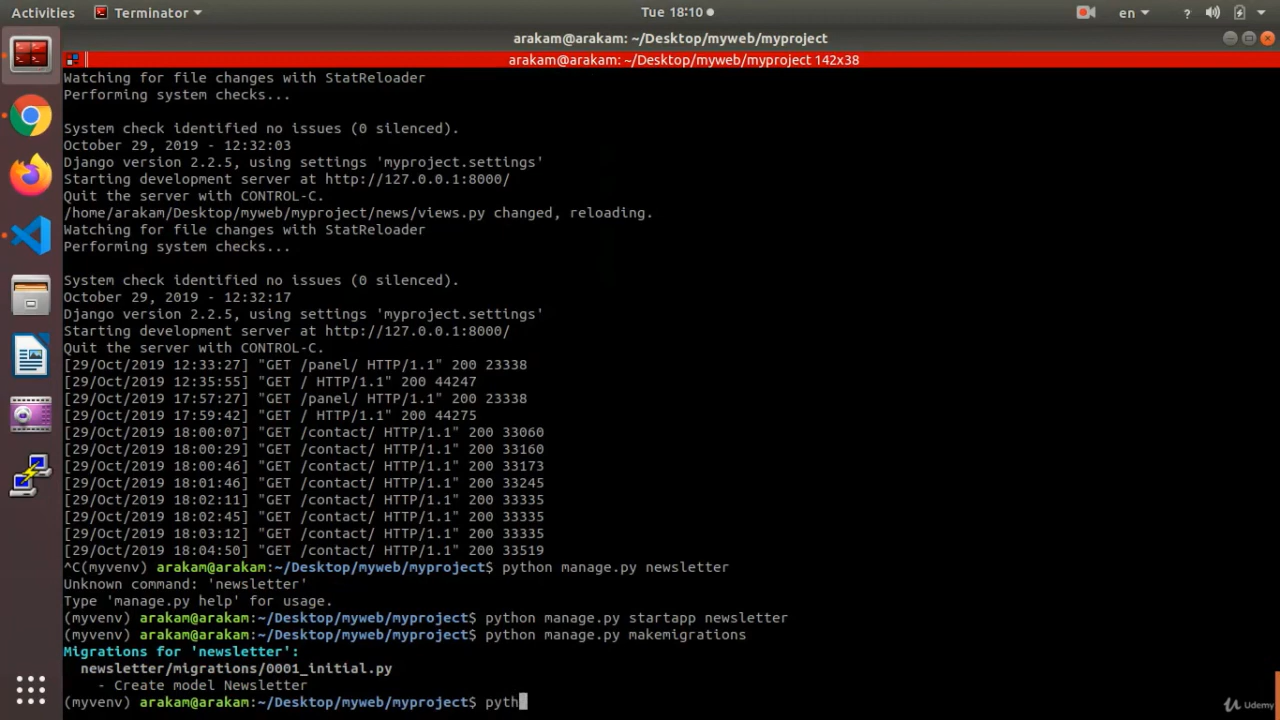 Activities
Terminator
Tue 18:10
en
?
arakam@arakam: ~/Desktop/myweb/myproject
arakam@arakam: ~/Desktop/myweb/myproject 142x38
Watching for file changes with StatReloader
Performing system checks...
System check identified no issues (0 silenced).
October 29, 2019 - 12:32:03
Django version 2.2.5, using settings 'myproject.settings'
Starting development server at http://127.0.0.1:8000/
Quit the server with CONTROL-C.
/home/arakam/Desktop/myweb/myproject/news/views.py changed, reloading.
Watching for file changes with StatReloader
Performing system checks...
System check identified no issues (0 silenced).
October 29, 2019 - 12:32:17
Django version 2.2.5, using settings 'myproject.settings'
Starting development server at http://127.0.0.1:8000/
Quit the server with CONTROL-C.
[29/Oct/2019 12:33:27] "GET /panel/ HTTP/1.1" 200 23338
[29/Oct/2019 12:35:55] "GET / HTTP/1.1" 200 44247
[29/Oct/2019 17:57:27] "GET /panel/ HTTP/1.1" 200 23338
[29/Oct/2019 17:59:42] "GET / HTTP/1.1" 200 44275
[29/Oct/2019 18:00:07] "GET /contact/ HTTP/1.1" 200 33060
[29/Oct/2019 18:00:29] "GET /contact/ HTTP/1.1" 200 33160
[29/Oct/2019 18:00:46] "GET /contact/ HTTP/1.1" 200 33173
[29/Oct/2019 18:01:46] "GET /contact/ HTTP/1.1" 200 33245
[29/Oct/2019 18:02:11] "GET /contact/ HTTP/1.1" 200 33335
[29/Oct/2019 18:02:45] "GET /contact/ HTTP/1.1" 200 33335
[29/Oct/2019 18:03:12] "GET /contact/ HTTP/1.1" 200 33335
[29/Oct/2019 18:04:50] "GET /contact/ HTTP/1.1" 200 33519
^C(myvenv) arakam@arakam:~/Desktop/myweb/myproject$ python manage.py newsletter
Unknown command: 'newsletter'
Type 'manage.py help' for usage.
(myvenv) arakam@arakam:~/Desktop/myweb/myproject$ python manage.py startapp newsletter
(myvenv) arakam@arakam:~/Desktop/myweb/myproject$ python manage.py makemigrations
Migrations for 'newsletter':
newsletter/migrations/0001_initial.py
- Create model Newsletter
(myvenv) arakam@arakam:~/Desktop/myweb/myproject$ pyth
Udemy